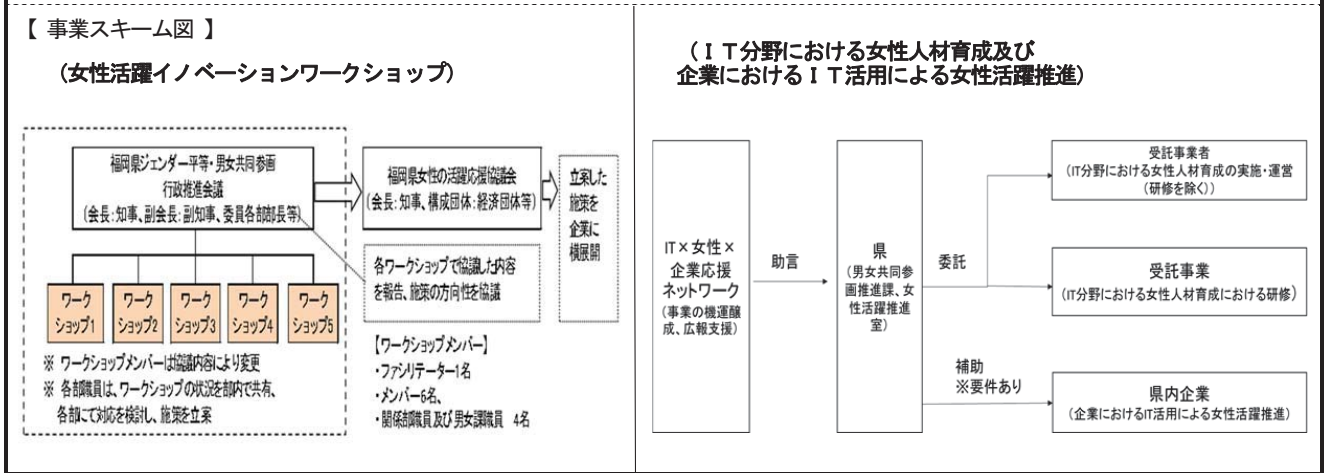 【 事業スキーム図 】
(女性活躍イノベーションワークショップ)
福岡県ジェンダー平等・男女共同参画
行政推進会議
(会長:知事、副会長:副知事、委員各部部長等)
福岡県女性の活躍応援協議会
(会長:知事、構成団体:経済団体等)
立案した
施策を
企業に
横展開
各ワークショップで協議した内容
を報告、施策の方向性を協議
ワーク
ショップ1
ワーク
ショップ2
ワーク
ショップ3
ワーク
ショップ4
ワーク
ショップ5
※ ワークショップメンバーは協議内容により変更
※ 各部職員は、ワークショップの状況を部内で共有、
各部にて対応を検討し、施策を立案
【ワークショップメンバー】
・ファシリテーター1名
・メンバー6名、
・関係部職員及び男女課職員 4名
(IT分野における女性人材育成及び
企業におけるIT活用による女性活躍推進)
IT×女性×
企業応援
ネットワーク
(事業の機運醸
成、広報支援)
助言
県
(男女共同参
画推進課、女
性活躍推進
室)
委託
受託事業者
(IT分野における女性人材育成の実施・運営
(研修を除く))
受託事業
(IT分野における女性人材育成における研修)
補助
※要件あり
県内企業
(企業におけるIT活用による女性活躍推進)